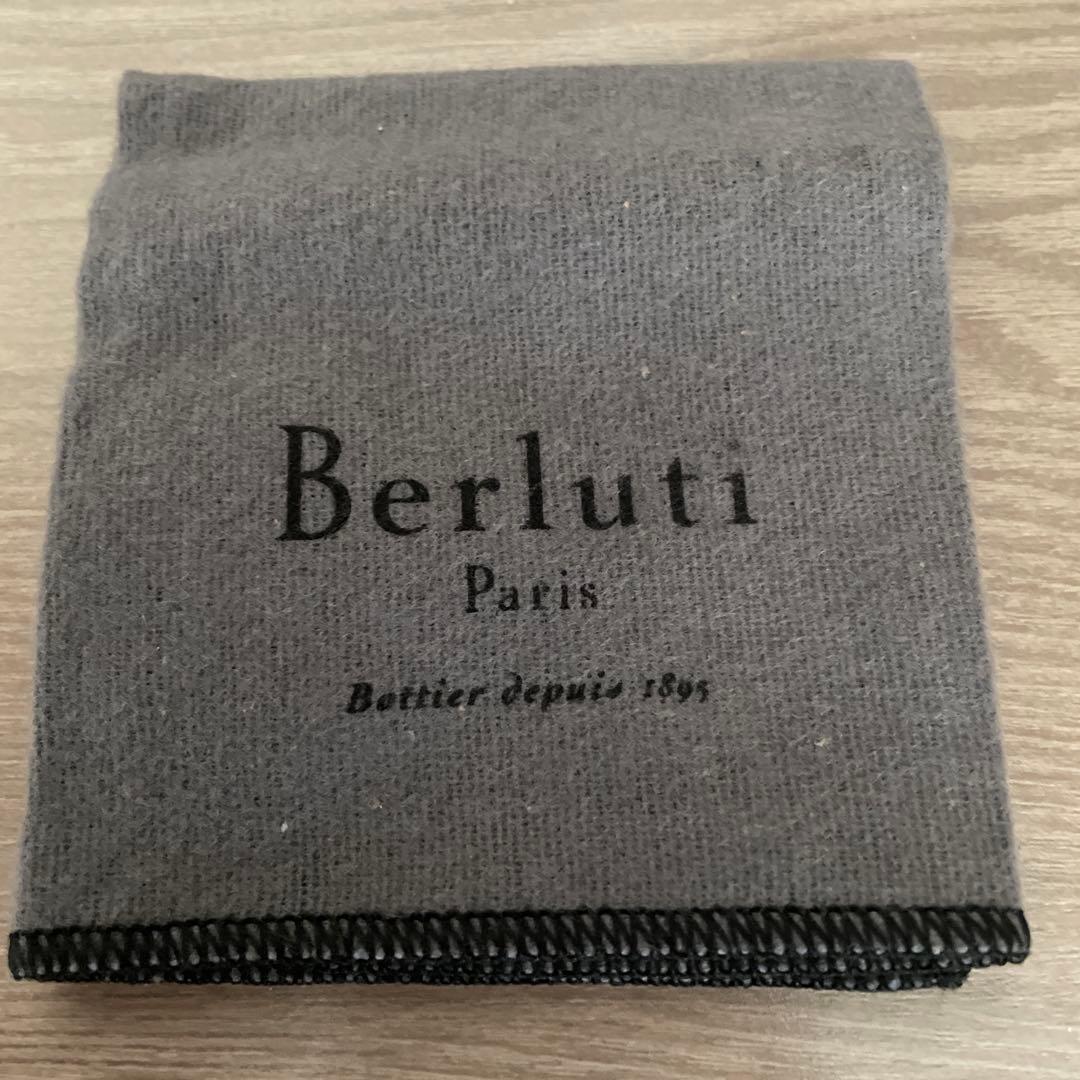 Berluti
Paris
Bottier depuis 1895